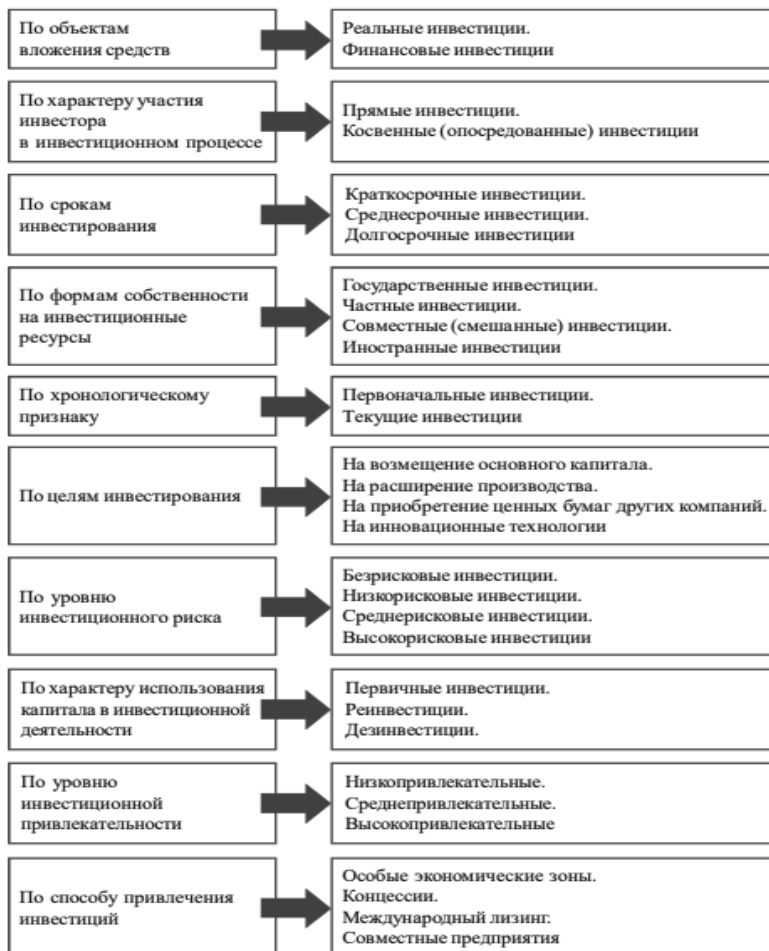 По объектам
вложения средств
Реальные инвестиции.
Финансовые инвестиции
По характеру участия
инвестора
в инвестиционном процессе
Прямые инвестиции.
Косвенные (опосредованные) инвестиции
По срокам
инвестирования
Краткосрочные инвестиции.
Среднесрочные инвестиции.
Долгосрочные инвестиции
По формам собственности
на инвестиционные
ресурсы
Государственные инвестиции.
Частные инвестиции.
Совместные (смешанные) инвестиции.
Иностранные инвестиции
По хронологическому
признаку
Первоначальные инвестиции.
Текущие инвестиции
По целям инвестирования
На возмещение основного капитала.
На расширение производства.
На приобретение ценных бумаг других компаний.
На инновационные технологии
По уровню
инвестиционного риска
Безрисковые инвестиции.
Низкорисковые инвестиции.
Среднерисковые инвестиции.
Высокорисковые инвестиции
По характеру использования
капитала в инвестиционной
деятельности
Первичные инвестиции.
Реинвестиции.
Дезинвестиции.
По уровню
инвестиционной
привлекательности
Низкопривлекательные.
Среднепривлекательные.
Высокопривлекательные
По способу привлечения
инвестиций
Особые экономические зоны.
Концессии.
Международный лизинг.
Совместные предприятия